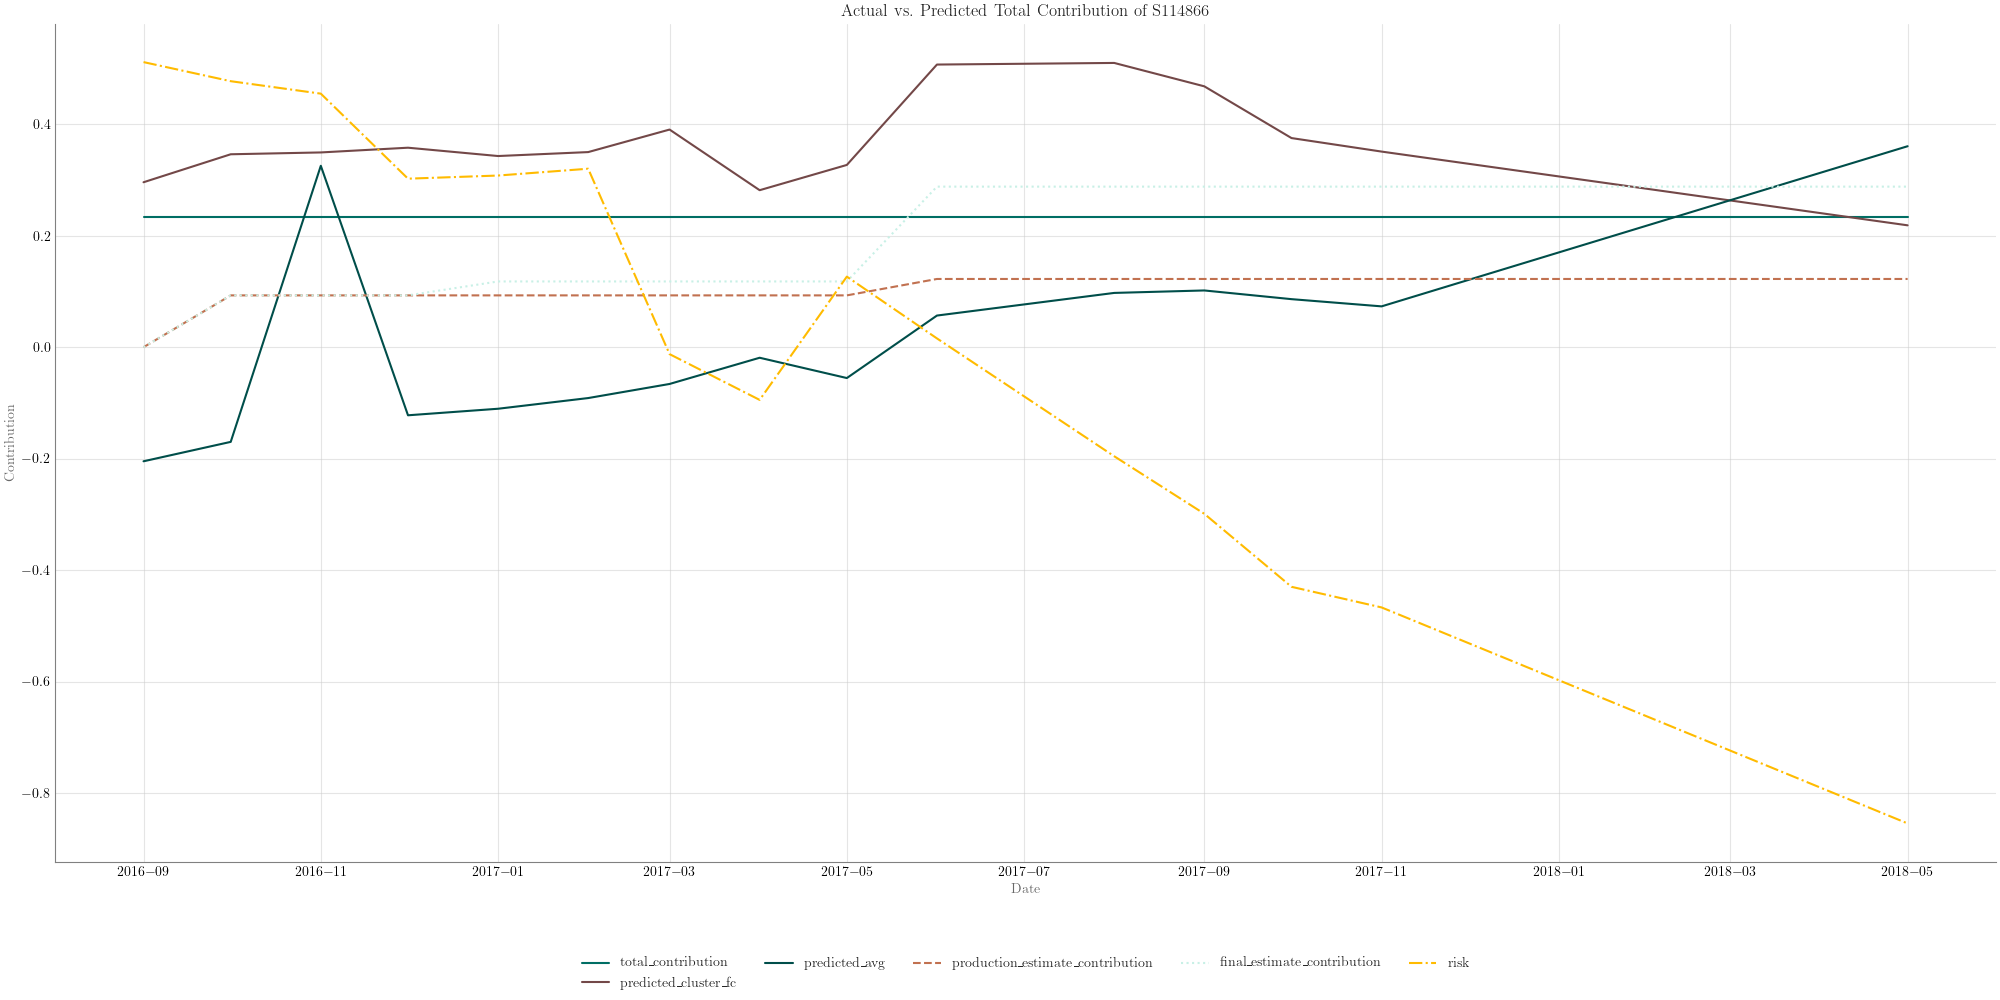 Actual vs. Predicted Total Contribution of S114866
Contribution
0.4
0.2
0.0
−0.2
−0.4
−0.6
−0.8
2016−09 2016−11 2017−01 2017−03 2017−05 2017−07 2017−09 2017−11 2018−01 2018−03 2018−05
Date
total_contribution predicted_avg production_estimate_contribution final_estimate_contribution risk
predicted_cluster_fc